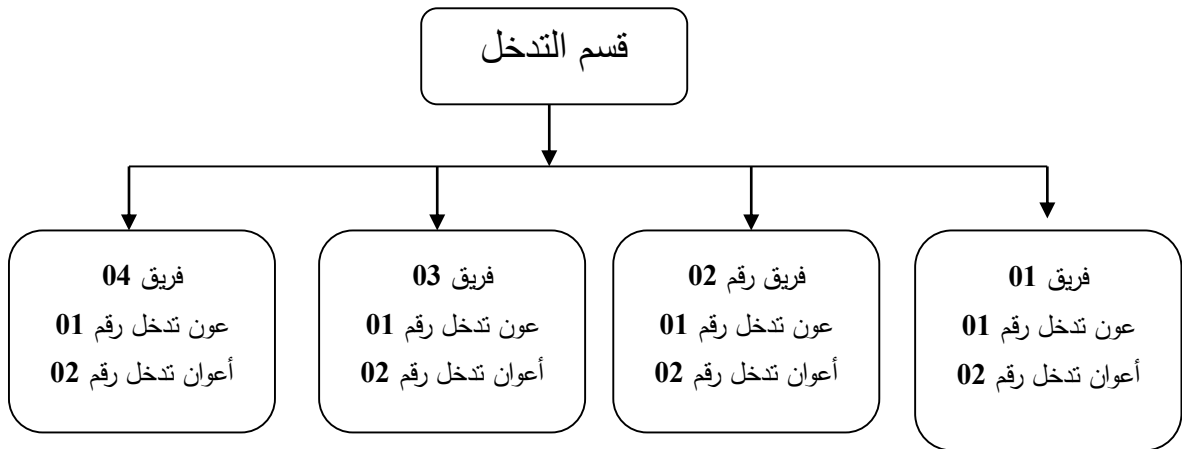 قسم التدخل
فريق 01
عون تدخل رقم 01
أعوان تدخل رقم 02
فريق رقم 02
عون تدخل رقم 01
أعوان تدخل رقم 02
فريق 03
عون تدخل رقم 01
أعوان تدخل رقم 02
فريق 04
عون تدخل رقم 01
أعوان تدخل رقم 02